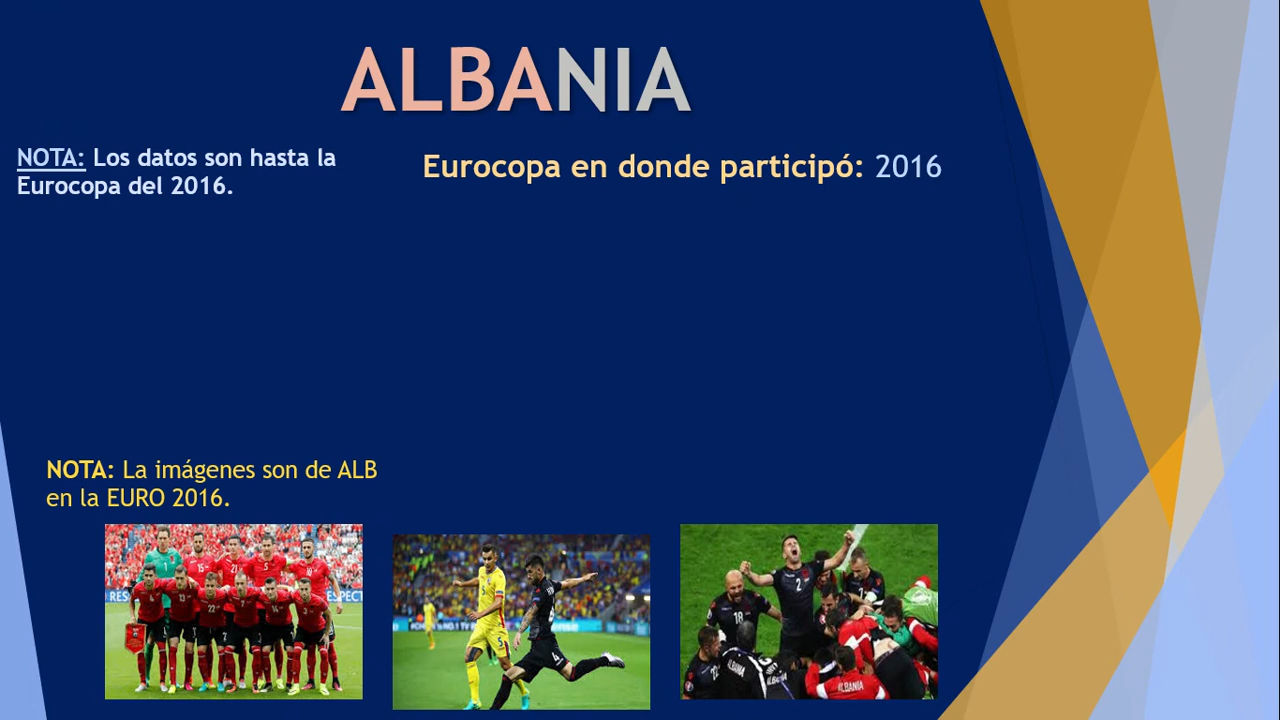 ALBANIA
NOTA: Los datos son hasta la
Eurocopa del 2016.
Eurocopa en donde participó: 2016
NOTA: La imágenes son de ALB
en la EURO 2016.